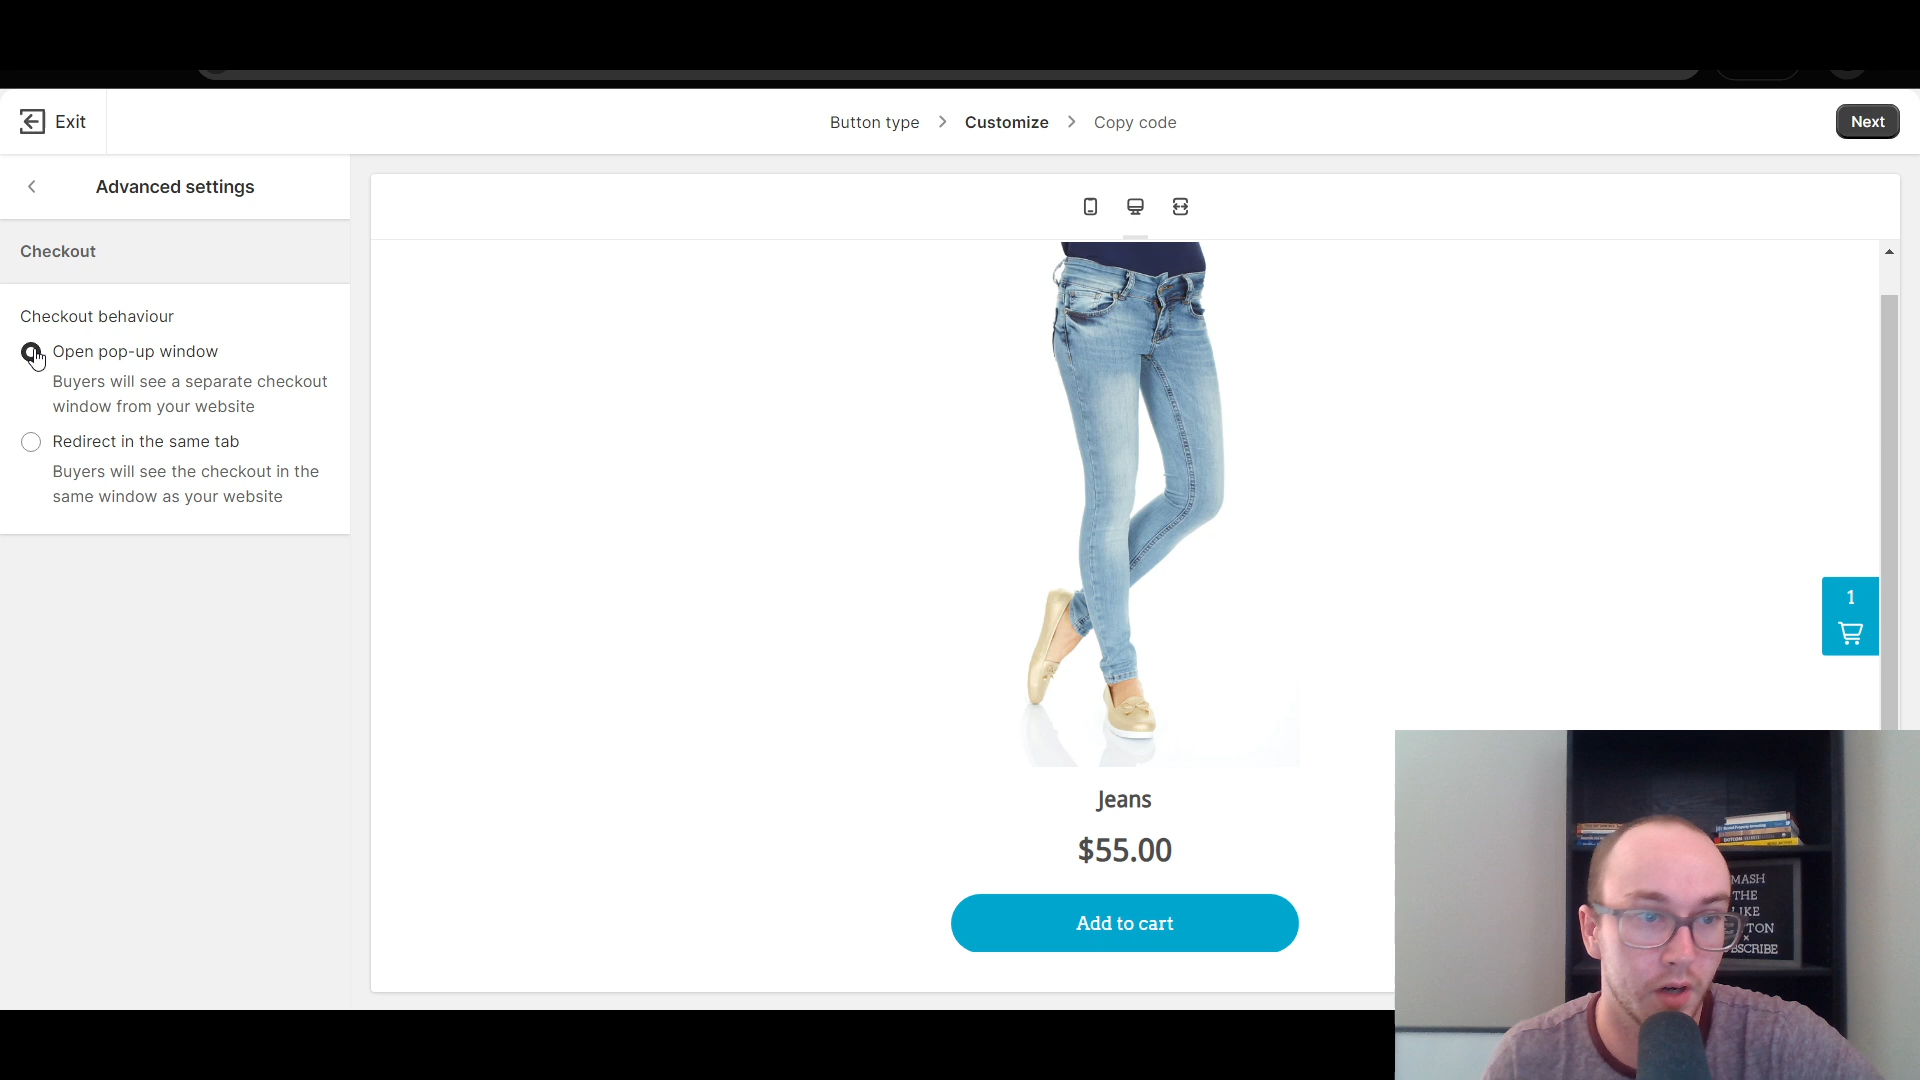 Exit
Button type
Customize
Copy code
Next
Advanced settings
Checkout
Checkout behaviour
Open pop-up window
Buyers will see a separate checkout
window from your website
Redirect in the same tab
Buyers will see the checkout in the
same window as your website
1
Jeans
$55.00
Add to cart
MASH
THE
IKE
TON
×
BSCRIBE